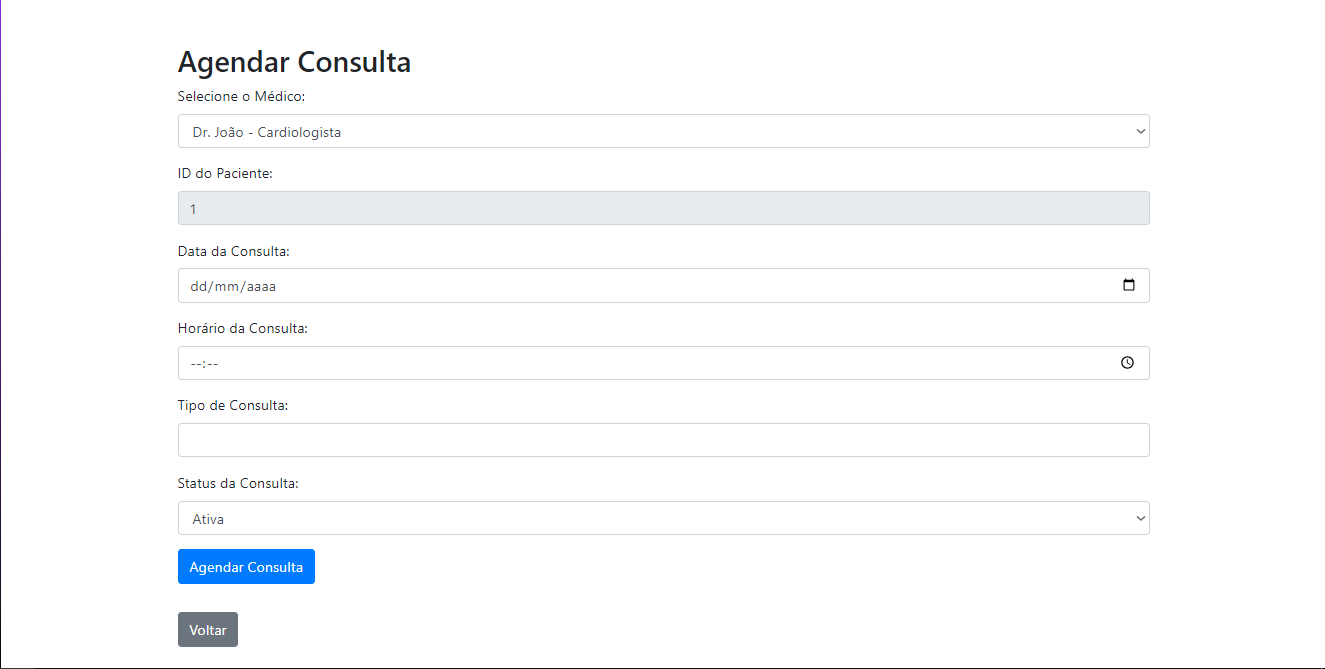 Agendar Consulta
Selecione o Médico:
Dr. João - Cardiologista
ID do Paciente:
1
Data da Consulta:
dd/mm/aaaa
Horário da Consulta:
--:--
Tipo de Consulta:
Status da Consulta:
Ativa
Agendar Consulta
Voltar